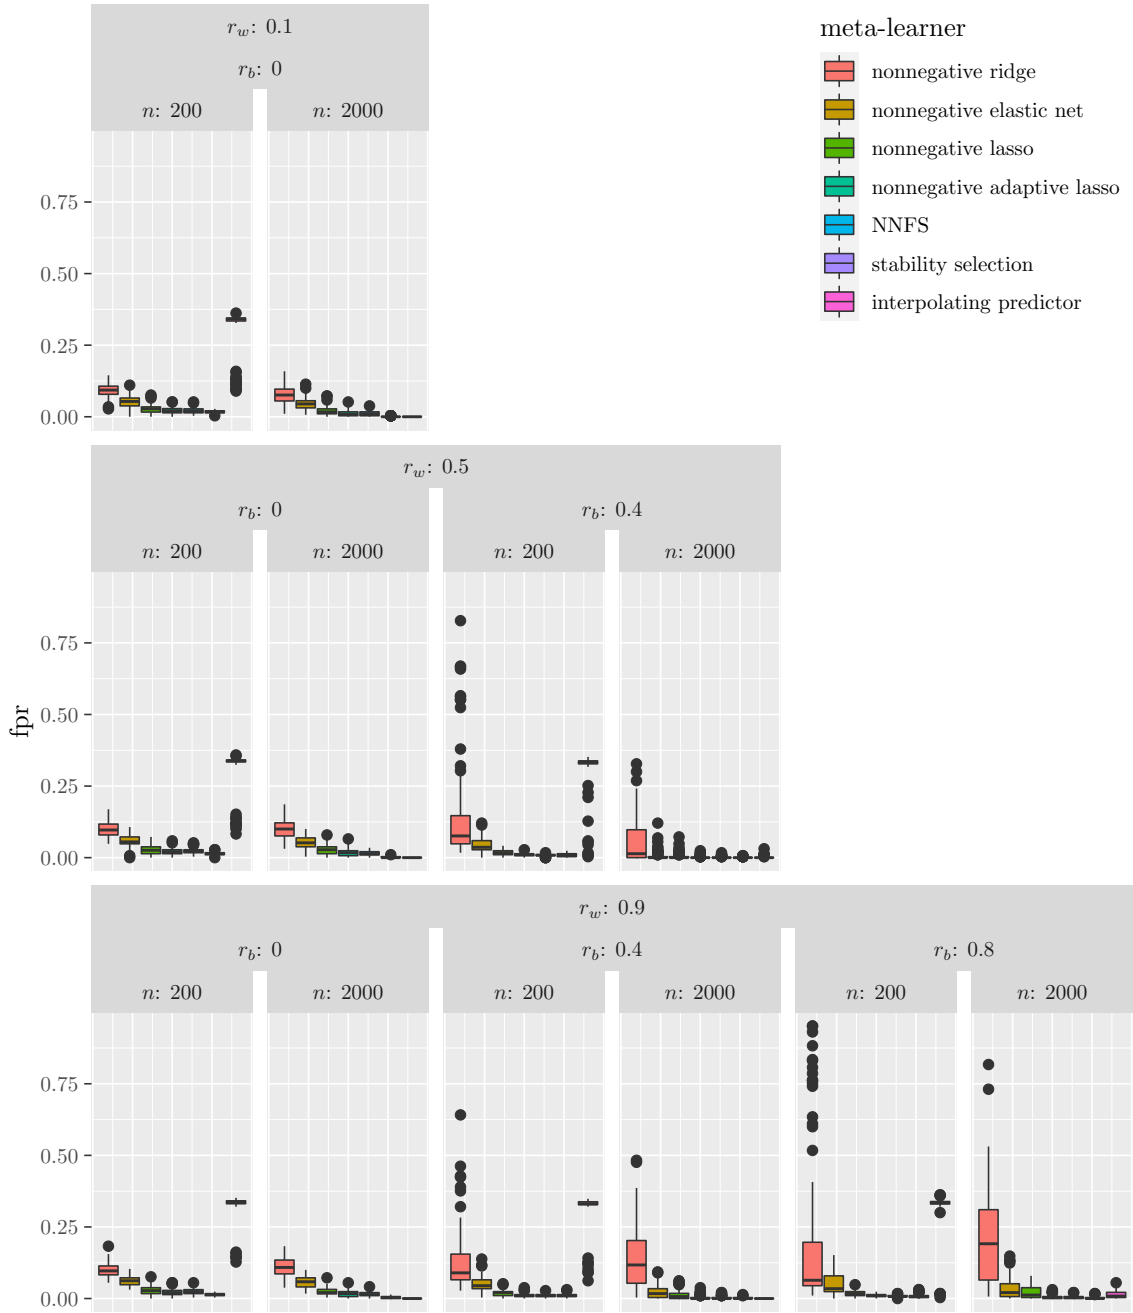 meta-learner
nonnegative ridge
nonnegative elastic net
nonnegative lasso
nonnegative adaptive lasso
NNFS
stability selection
interpolating predictor
r_w: 0.1
r_b: 0
n: 200 n: 2000
0.75
0.50
0.25
0.00
r_w: 0.5
r_b: 0 r_b: 0.4
n: 200 n: 2000 n: 200 n: 2000
0.75
0.50
0.25
0.00
fpr
r_w: 0.9
r_b: 0 r_b: 0.4 r_b: 0.8
n: 200 n: 2000 n: 200 n: 2000 n: 200 n: 2000
0.75
0.50
0.25
0.00